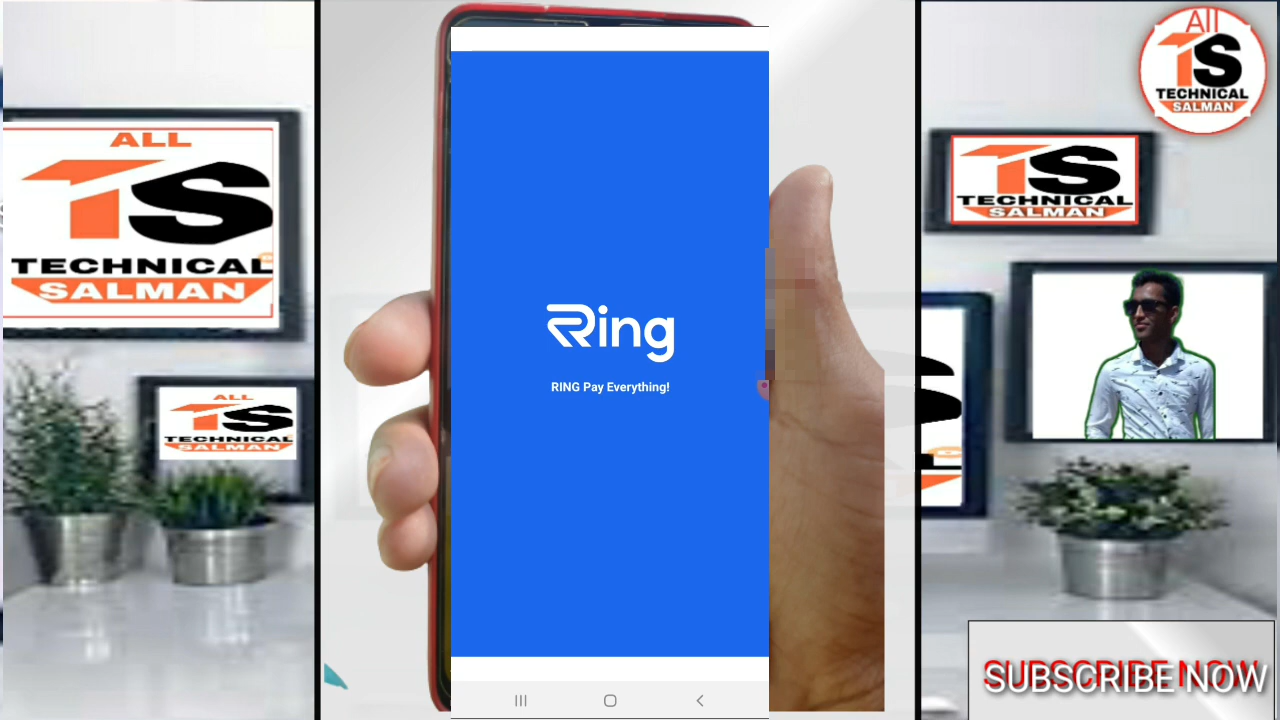 ALL
TS
TECHNICAL
SALMAN
ALL
TS
TECHNICAL
SALMAN
Ring
RING Pay Everything!
All
TS
TECHNICAL
SALMAN
TS
TECHNICAL
SALMAN
SUBSCRIBE NOW